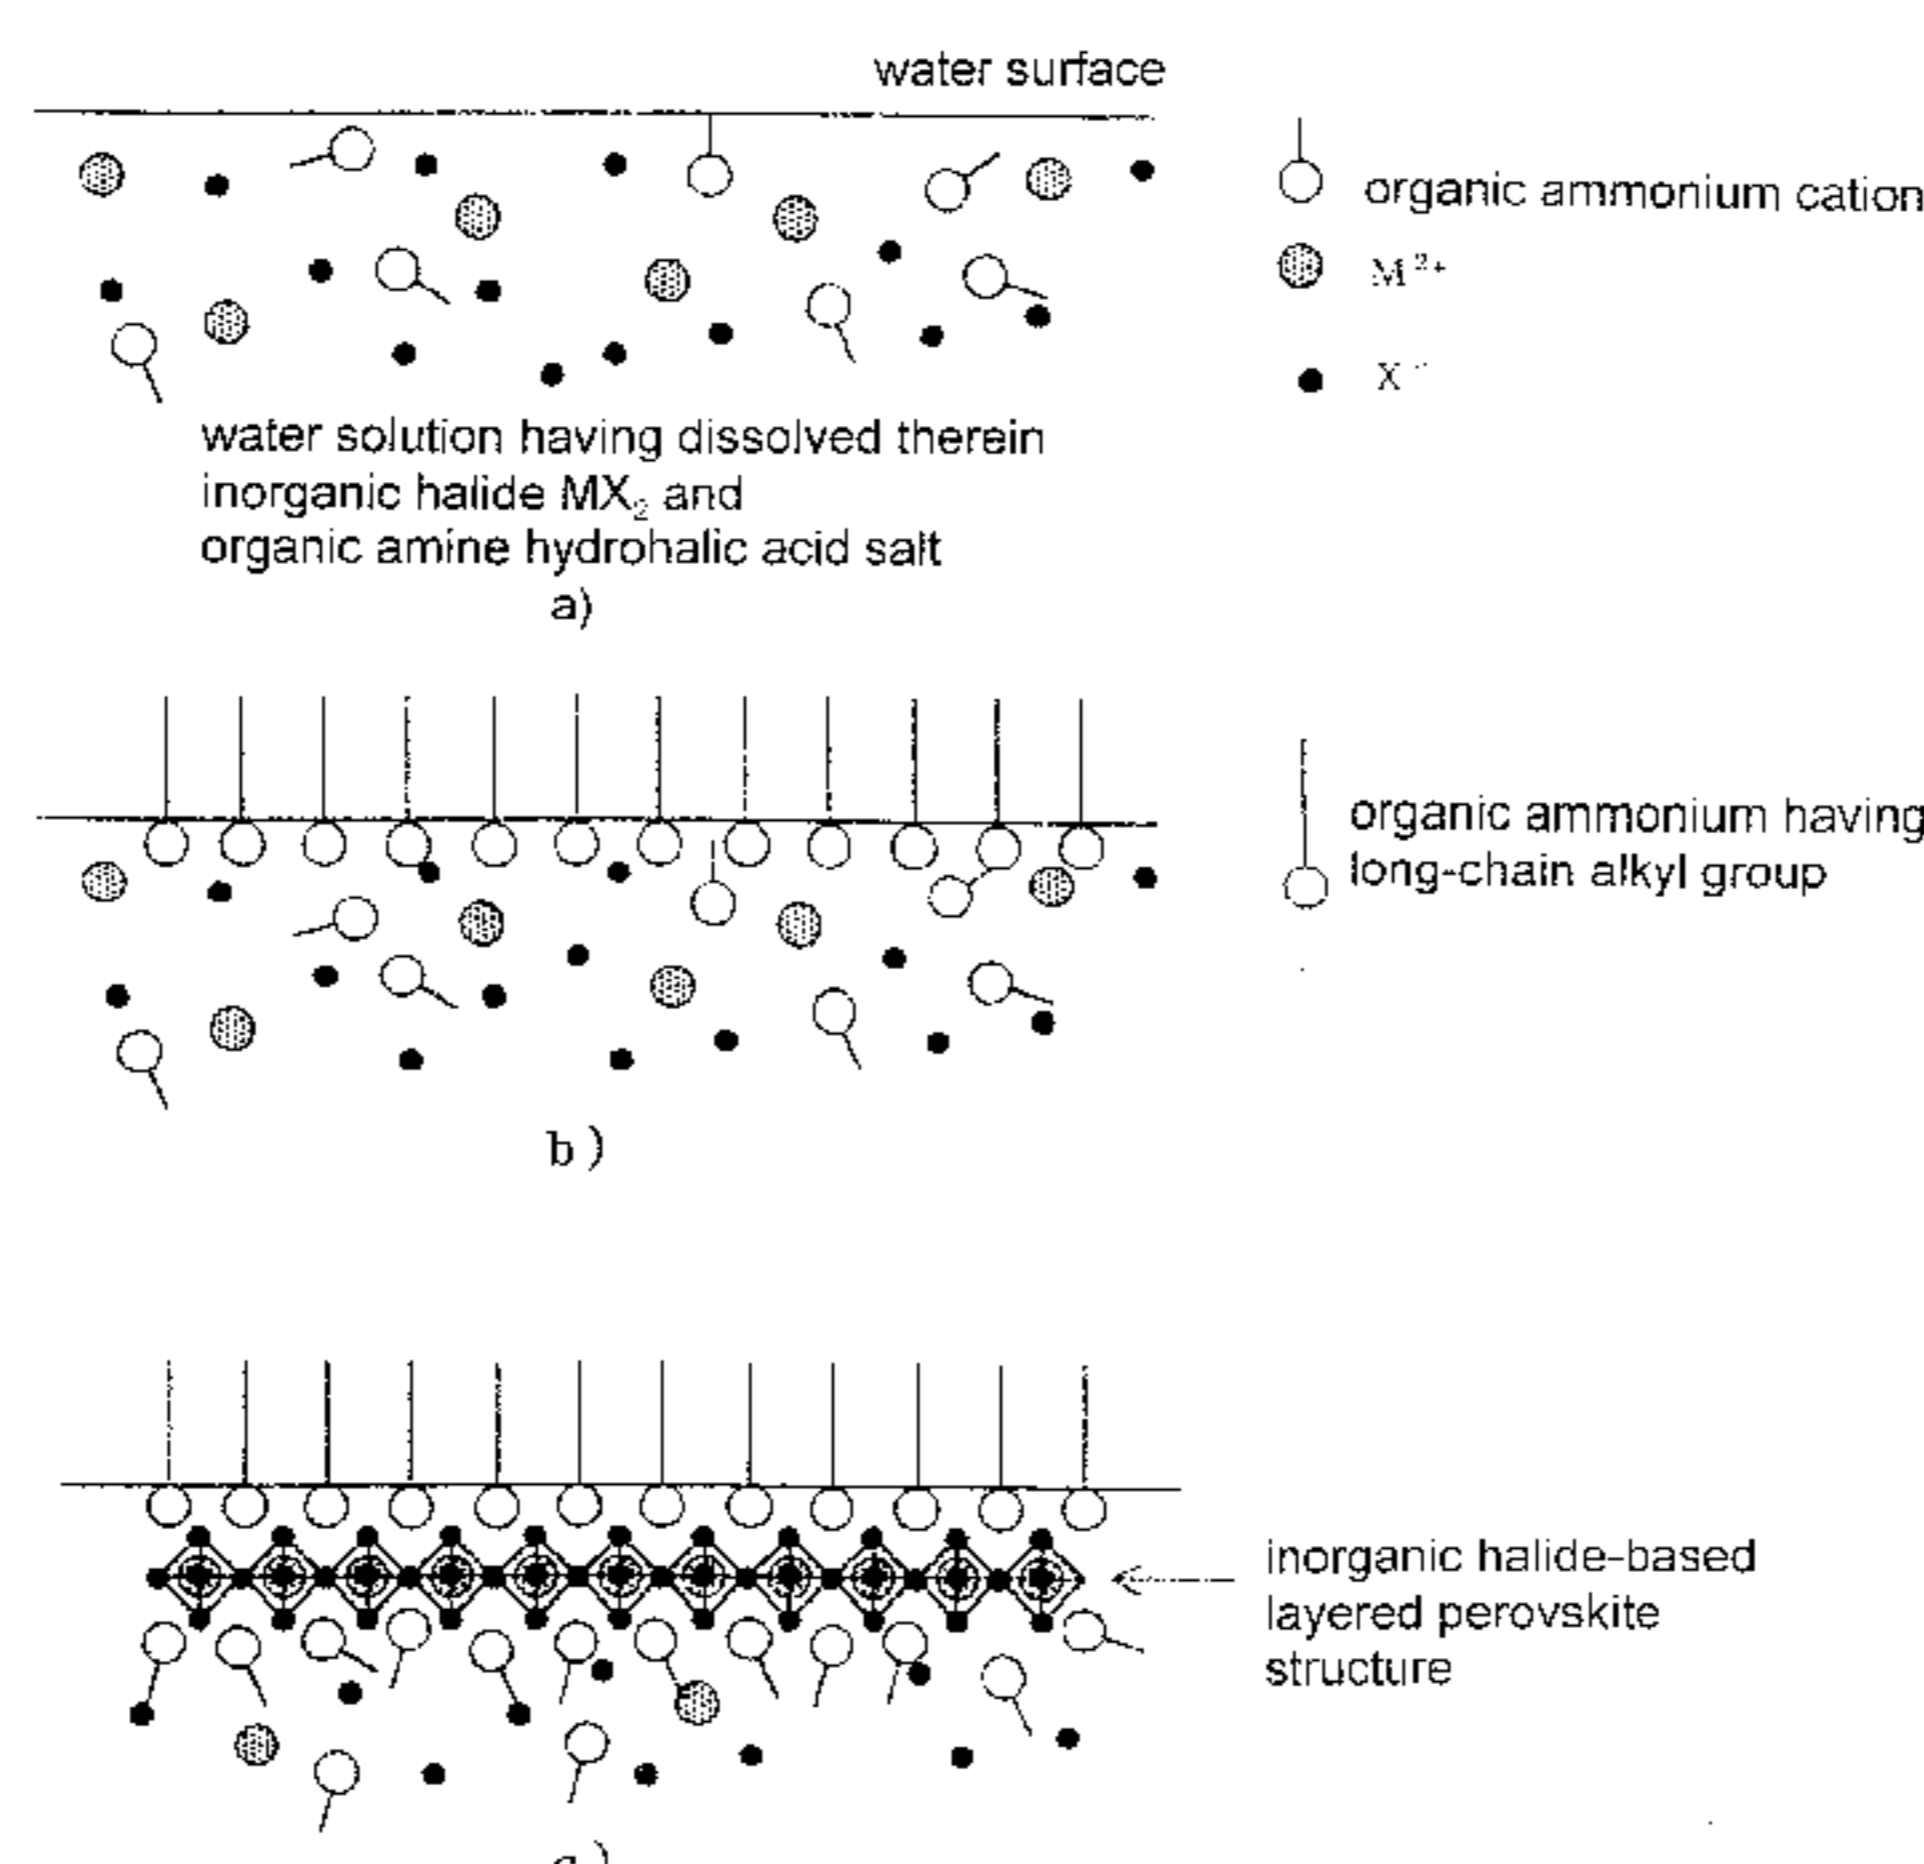 water surface
organic ammonium cation
M²⁺
X⁻
water solution having dissolved therein
inorganic halide MX₂ and
organic amine hydrohalic acid salt
a)
organic ammonium having
long-chain alkyl group
b)
inorganic halide-based
layered perovskite
structure